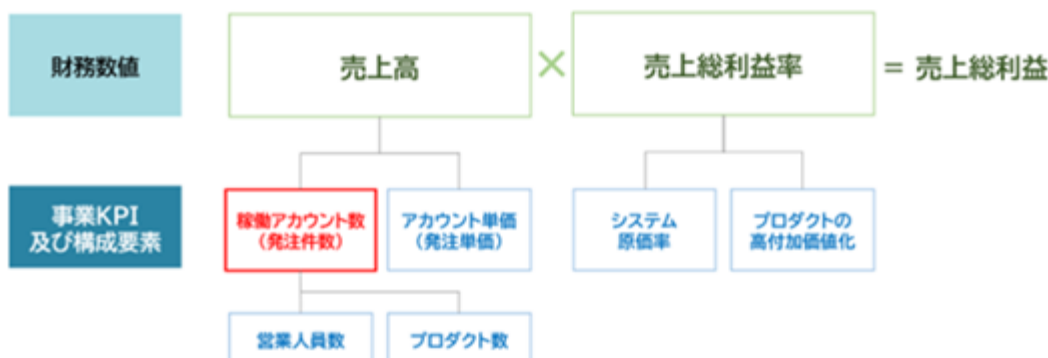 財務数値
売上高
×
売上総利益率
= 売上総利益
事業KPI
及び構成要素
稼働アカウント数
(発注件数)
アカウント単価
(発注単価)
システム
原価率
プロダクトの
高付加価値化
営業人員数
プロダクト数